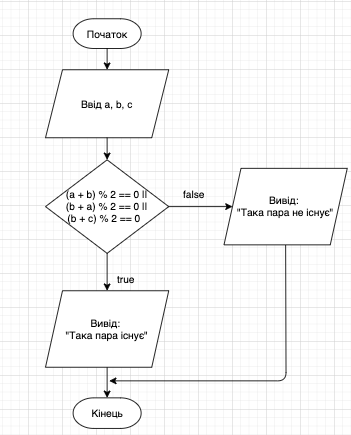 Початок
Ввід a, b, c
(a + b) % 2 == 0 ||
(b + a) % 2 == 0 ||
(b + c) % 2 == 0
false
Вивід:
"Така пара не існує"
true
Вивід:
"Така пара існує"
Кінець